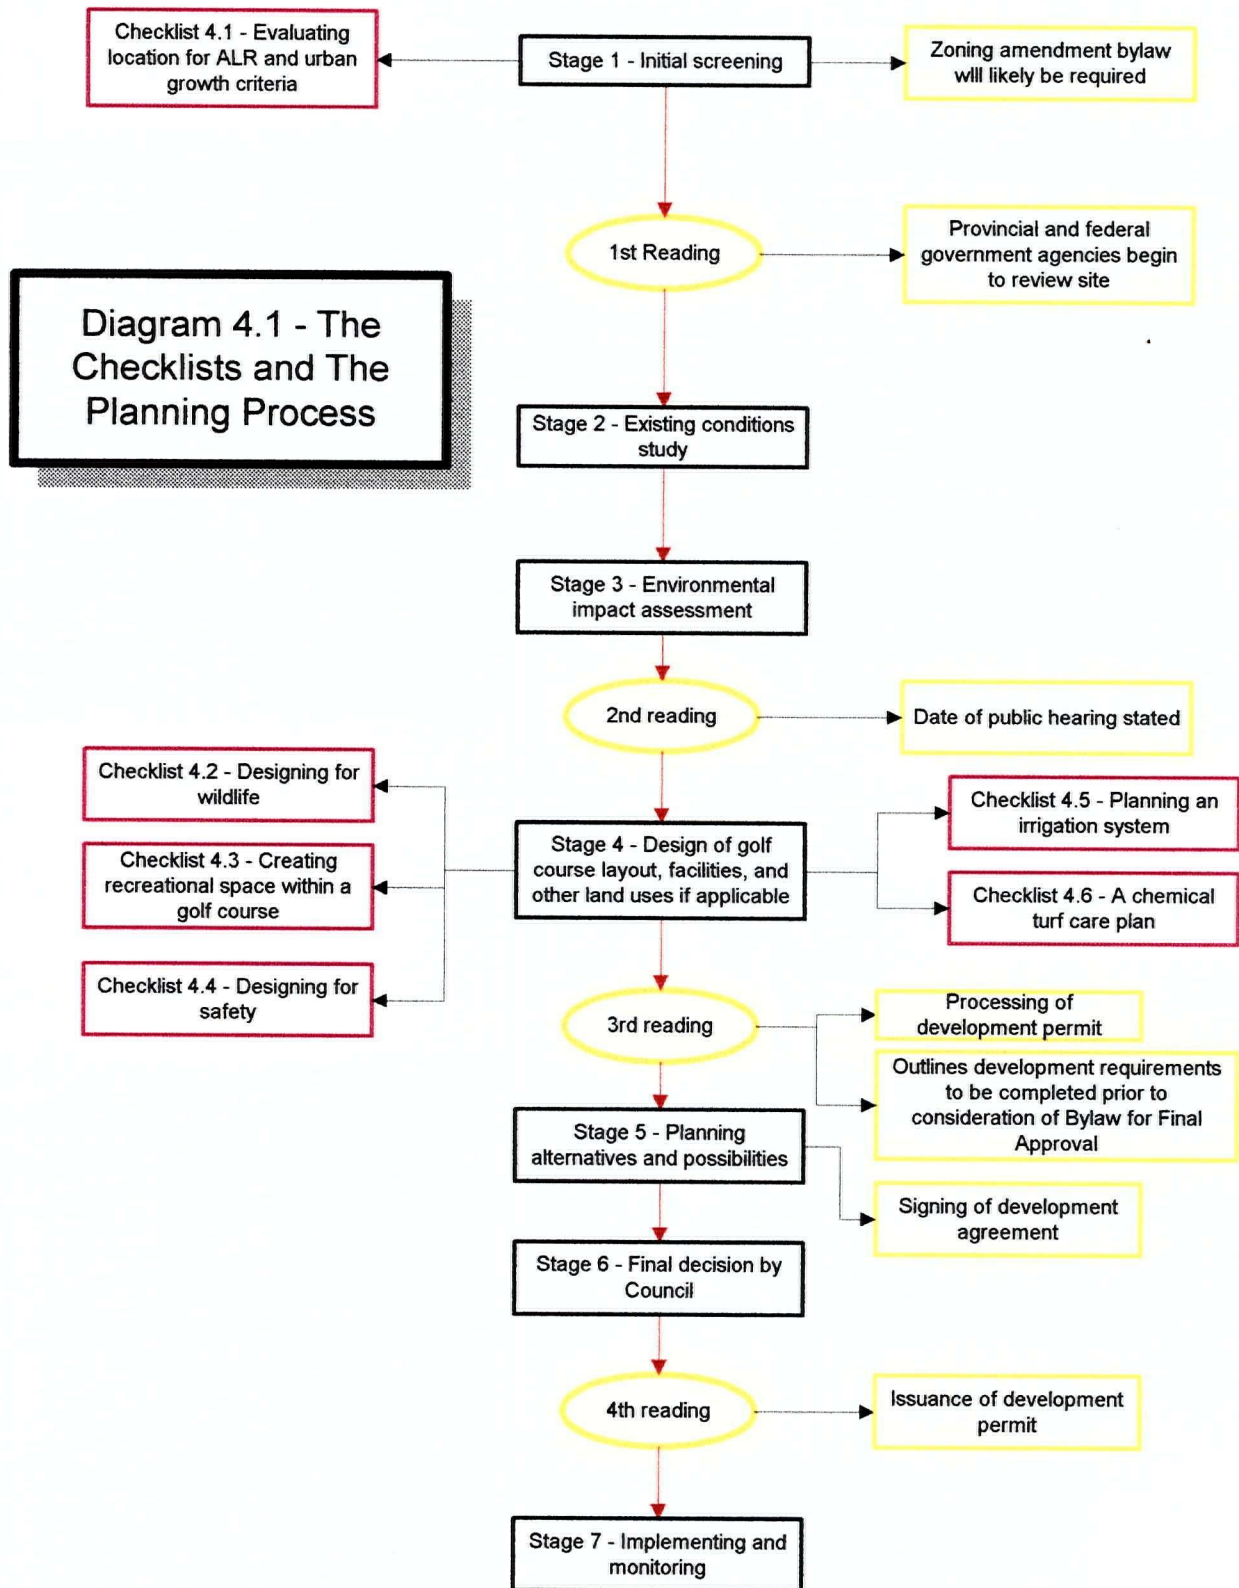 Checklist 4.1 - Evaluating
location for ALR and urban
growth criteria
Stage 1 - Initial screening
Zoning amendment bylaw
will likely be required
1st Reading
Provincial and federal
government agencies begin
to review site
Diagram 4.1 - The
Checklists and The
Planning Process
Stage 2 - Existing conditions
study
Stage 3 - Environmental
impact assessment
2nd reading
Date of public hearing stated
Checklist 4.2 - Designing for
wildlife
Checklist 4.3 - Creating
recreational space within a
golf course
Checklist 4.4 - Designing for
safety
Stage 4 - Design of golf
course layout, facilities, and
other land uses if applicable
Checklist 4.5 - Planning an
irrigation system
Checklist 4.6 - A chemical
turf care plan
3rd reading
Processing of
development permit
Outlines development requirements
to be completed prior to
consideration of Bylaw for Final
Approval
Stage 5 - Planning
alternatives and possibilities
Signing of development
agreement
Stage 6 - Final decision by
Council
4th reading
Issuance of development
permit
Stage 7 - Implementing and
monitoring